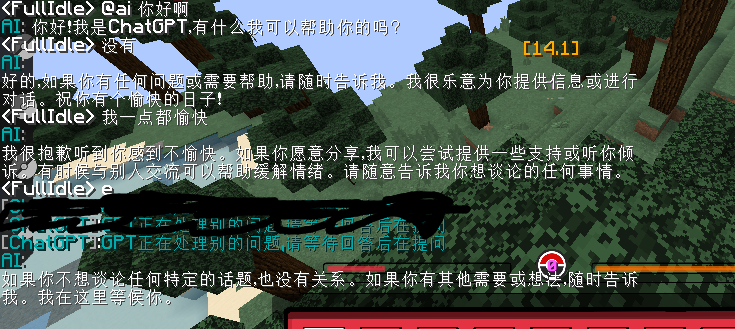 <FullIdle> @ai 你好啊
AI: 你好!我是ChatGPT,有什么我可以帮助你的吗?
<FullIdle> 没有
[14.1]
AI:
好的,如果你有任何问题或需要帮助,请随时告诉我。我很乐意为你提供信息或进行
对话。祝你有个愉快的日子!
<FullIdle> 我一点都愉快
AI:
我很抱歉听到你感到不愉快。如果你愿意分享,我可以尝试提供一些支持或听你倾
诉。有时候与别人交流可以帮助缓解情绪。请随意告诉我你想谈论的任何事情。
<FullIdle> e
[ChatGPT]:GPT正在处理别的问题,请等待回答后在提问
AI:
如果你不想谈论任何特定的话题,也没有关系。如果你有其他需要或想法,随时告诉
我。我在这里等候你。
0